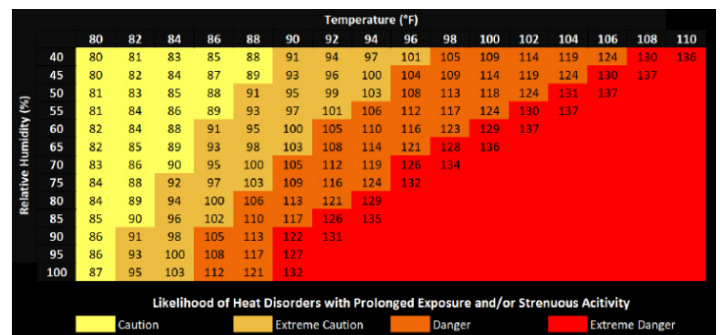 Temperature (°F)
80 82 84 86 88 90 92 94 96 98 100 102 104 106 108 110
Relative Humidity (%)
40 80 81 83 85 88 91 94 97 101 105 109 114 119 124 130 136
45 80 82 84 87 89 93 96 100 104 109 114 119 124 130 137
50 81 83 85 88 91 95 99 103 108 113 118 124 131 137
55 81 84 86 89 93 97 101 106 112 117 124 130 137
60 82 84 88 91 95 100 105 110 116 123 129 137
65 82 85 89 93 98 103 108 114 121 128 136
70 83 86 90 95 100 105 112 119 126 134
75 84 88 92 97 103 109 116 124 132
80 84 89 94 100 106 113 121 129
85 85 90 96 102 110 117 126 135
90 86 91 98 105 113 122 131
95 86 93 100 108 117 127
100 87 95 103 112 121 132
Likelihood of Heat Disorders with Prolonged Exposure and/or Strenuous Acitivity
Caution Extreme Caution Danger Extreme Danger